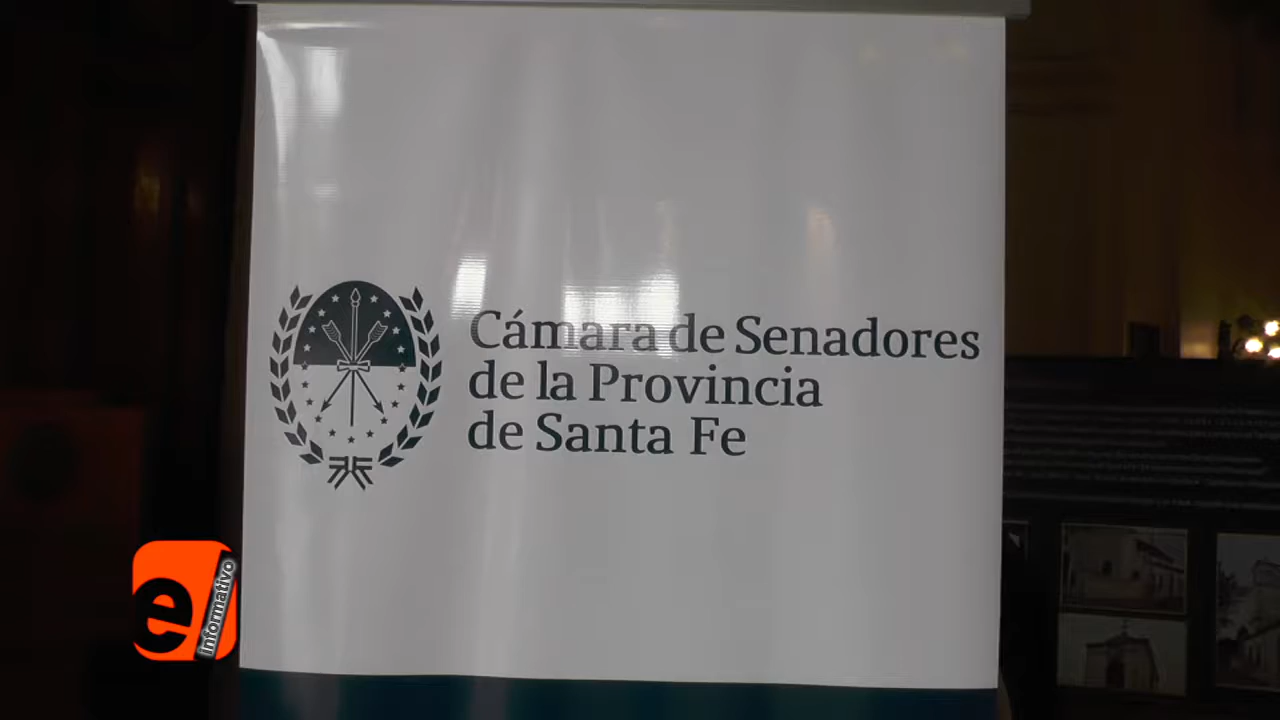 Cámara de Senadores
de la Provincia
de Santa Fe
e/
informativo